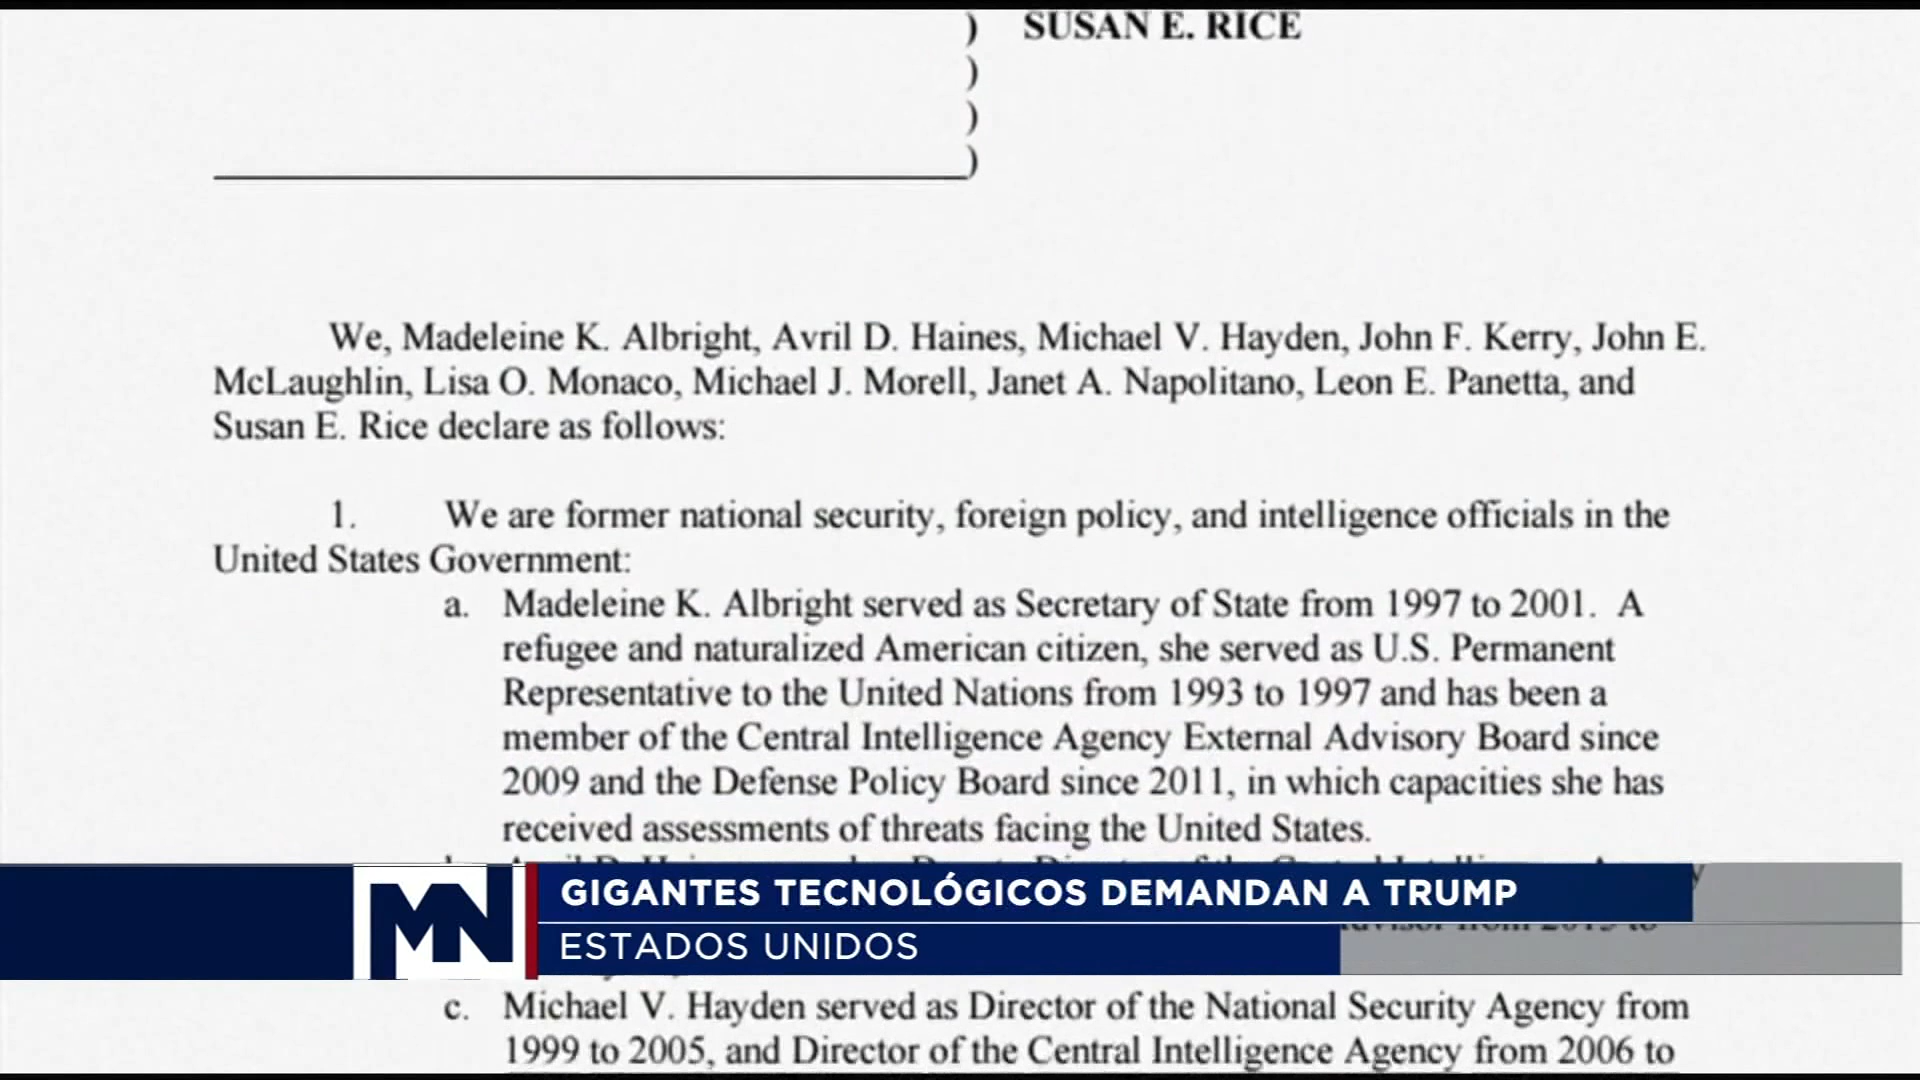 ) SUSAN E. RICE
)
)
)
We, Madeleine K. Albright, Avril D. Haines, Michael V. Hayden, John F. Kerry, John E.
McLaughlin, Lisa O. Monaco, Michael J. Morell, Janet A. Napolitano, Leon E. Panetta, and
Susan E. Rice declare as follows:
1. We are former national security, foreign policy, and intelligence officials in the
United States Government:
a. Madeleine K. Albright served as Secretary of State from 1997 to 2001. A
refugee and naturalized American citizen, she served as U.S. Permanent
Representative to the United Nations from 1993 to 1997 and has been a
member of the Central Intelligence Agency External Advisory Board since
2009 and the Defense Policy Board since 2011, in which capacities she has
received assessments of threats facing the United States.
MN
GIGANTES TECNOLÓGICOS DEMANDAN A TRUMP
ESTADOS UNIDOS
c. Michael V. Hayden served as Director of the National Security Agency from
1999 to 2005, and Director of the Central Intelligence Agency from 2006 to